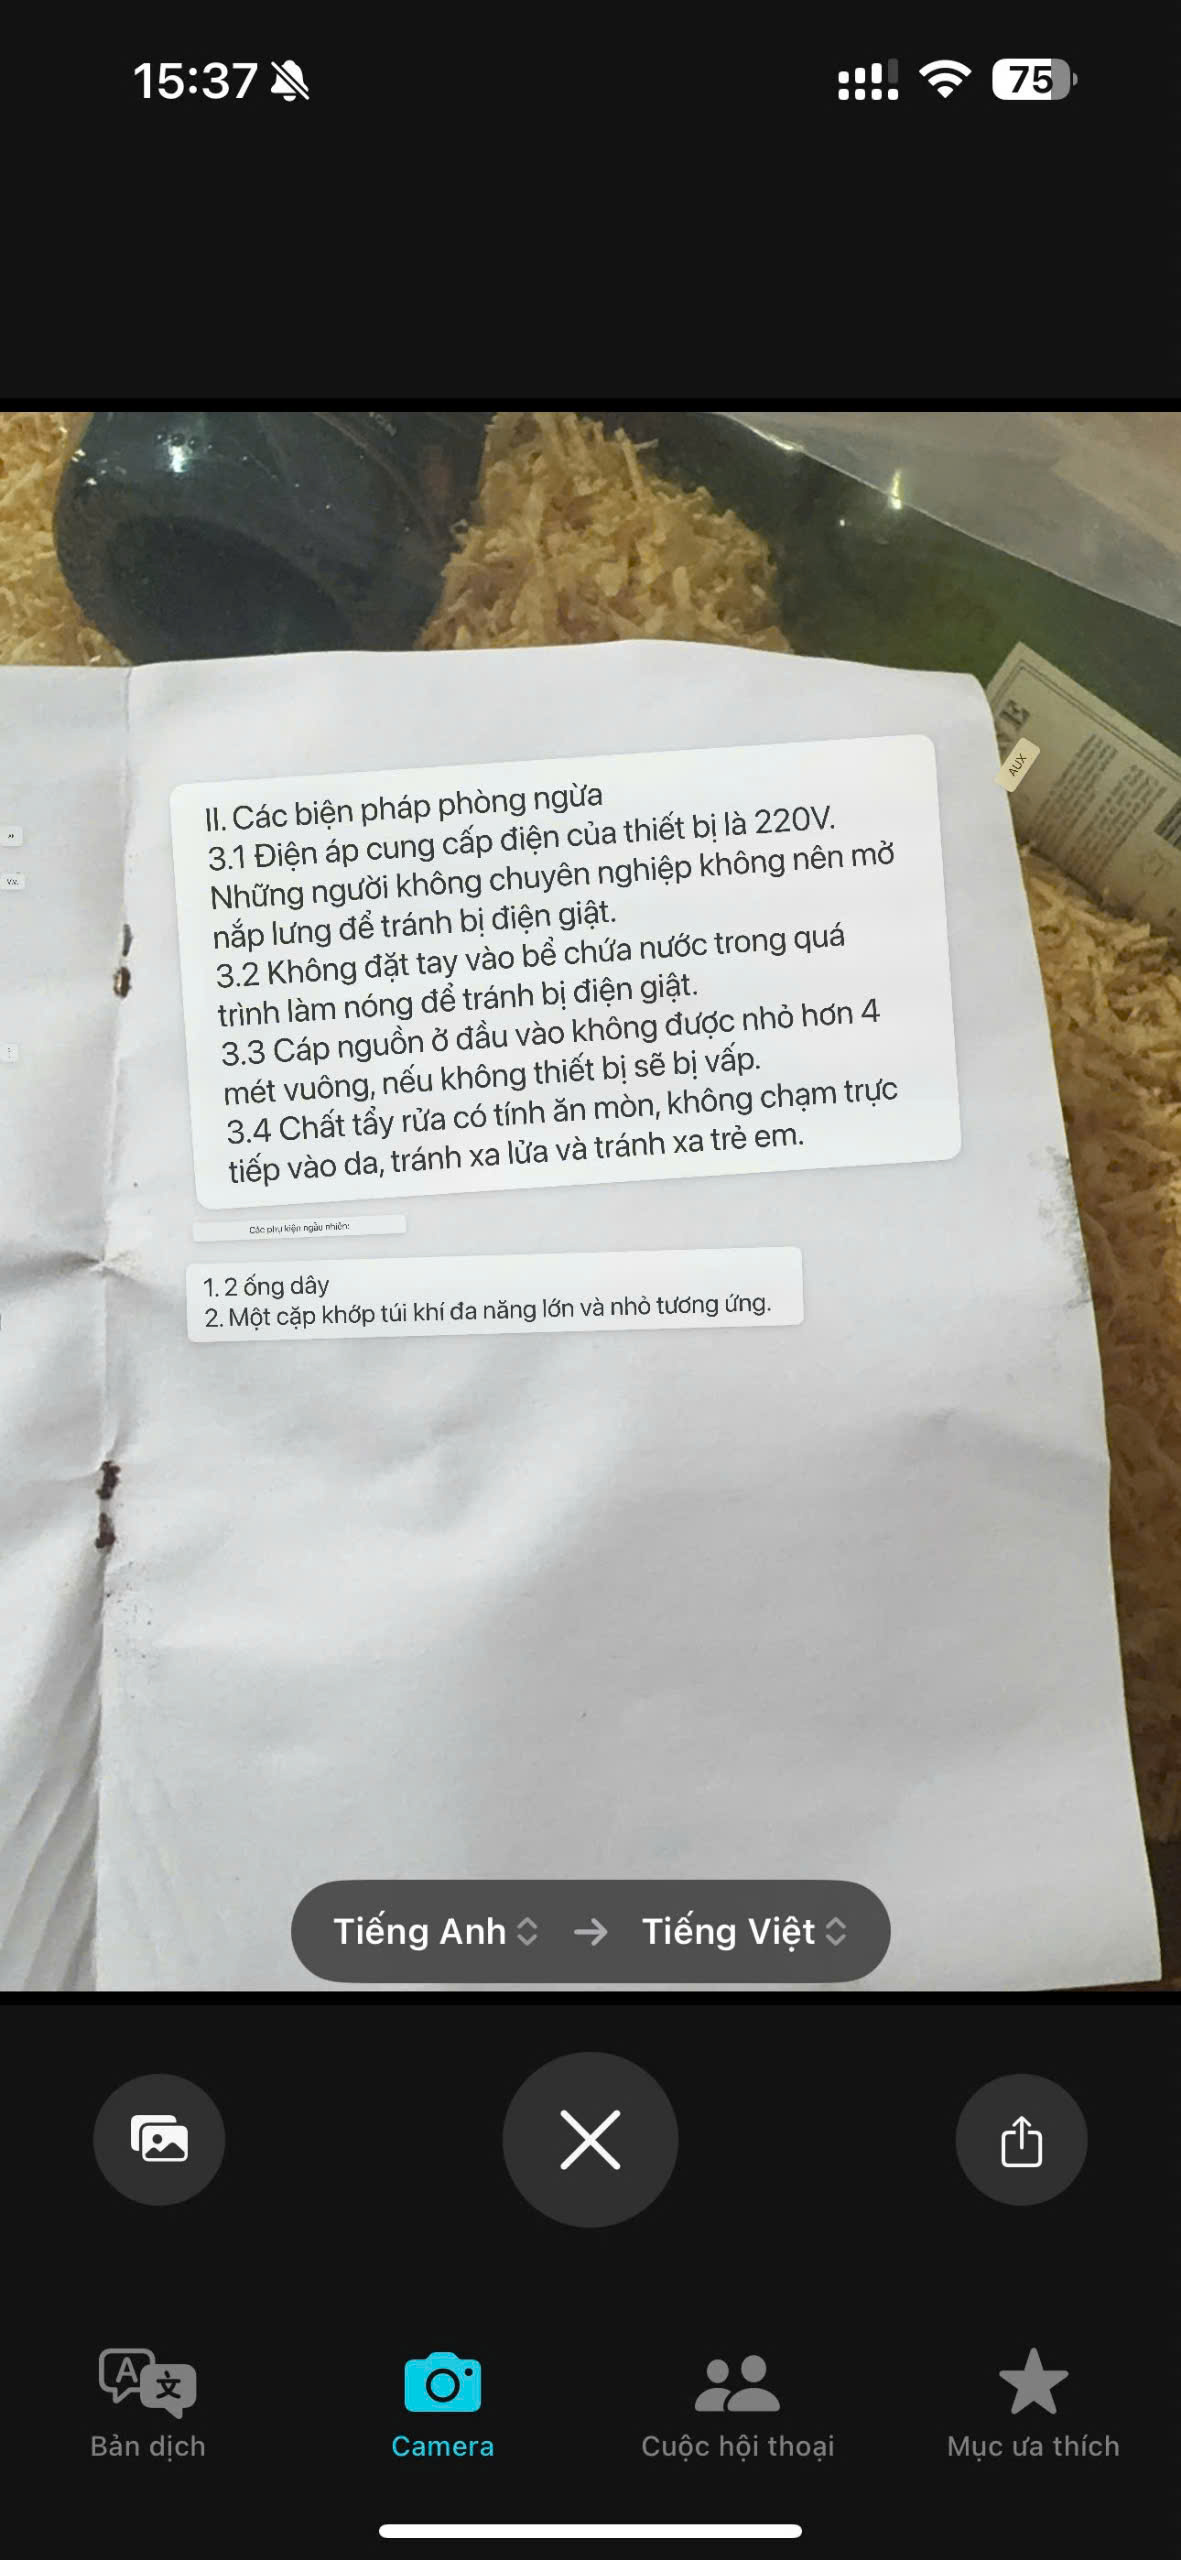 15:37
75
II. Các biện pháp phòng ngừa
3.1 Điện áp cung cấp điện của thiết bị là 220V.
Những người không chuyên nghiệp không nên mở
nắp lưng để tránh bị điện giật.
3.2 Không đặt tay vào bể chứa nước trong quá
trình làm nóng để tránh bị điện giật.
3.3 Cáp nguồn ở đầu vào không được nhỏ hơn 4
mét vuông, nếu không thiết bị sẽ bị vấp.
3.4 Chất tẩy rửa có tính ăn mòn, không chạm trực
tiếp vào da, tránh xa lửa và tránh xa trẻ em.
Các phụ kiện ngẫu nhiên:
1. 2 ống dây
2. Một cặp khớp túi khí đa năng lớn và nhỏ tương ứng.
AUX
E
V.v.
Tiếng Anh → Tiếng Việt
Bản dịch
Camera
Cuộc hội thoại
Mục ưa thích